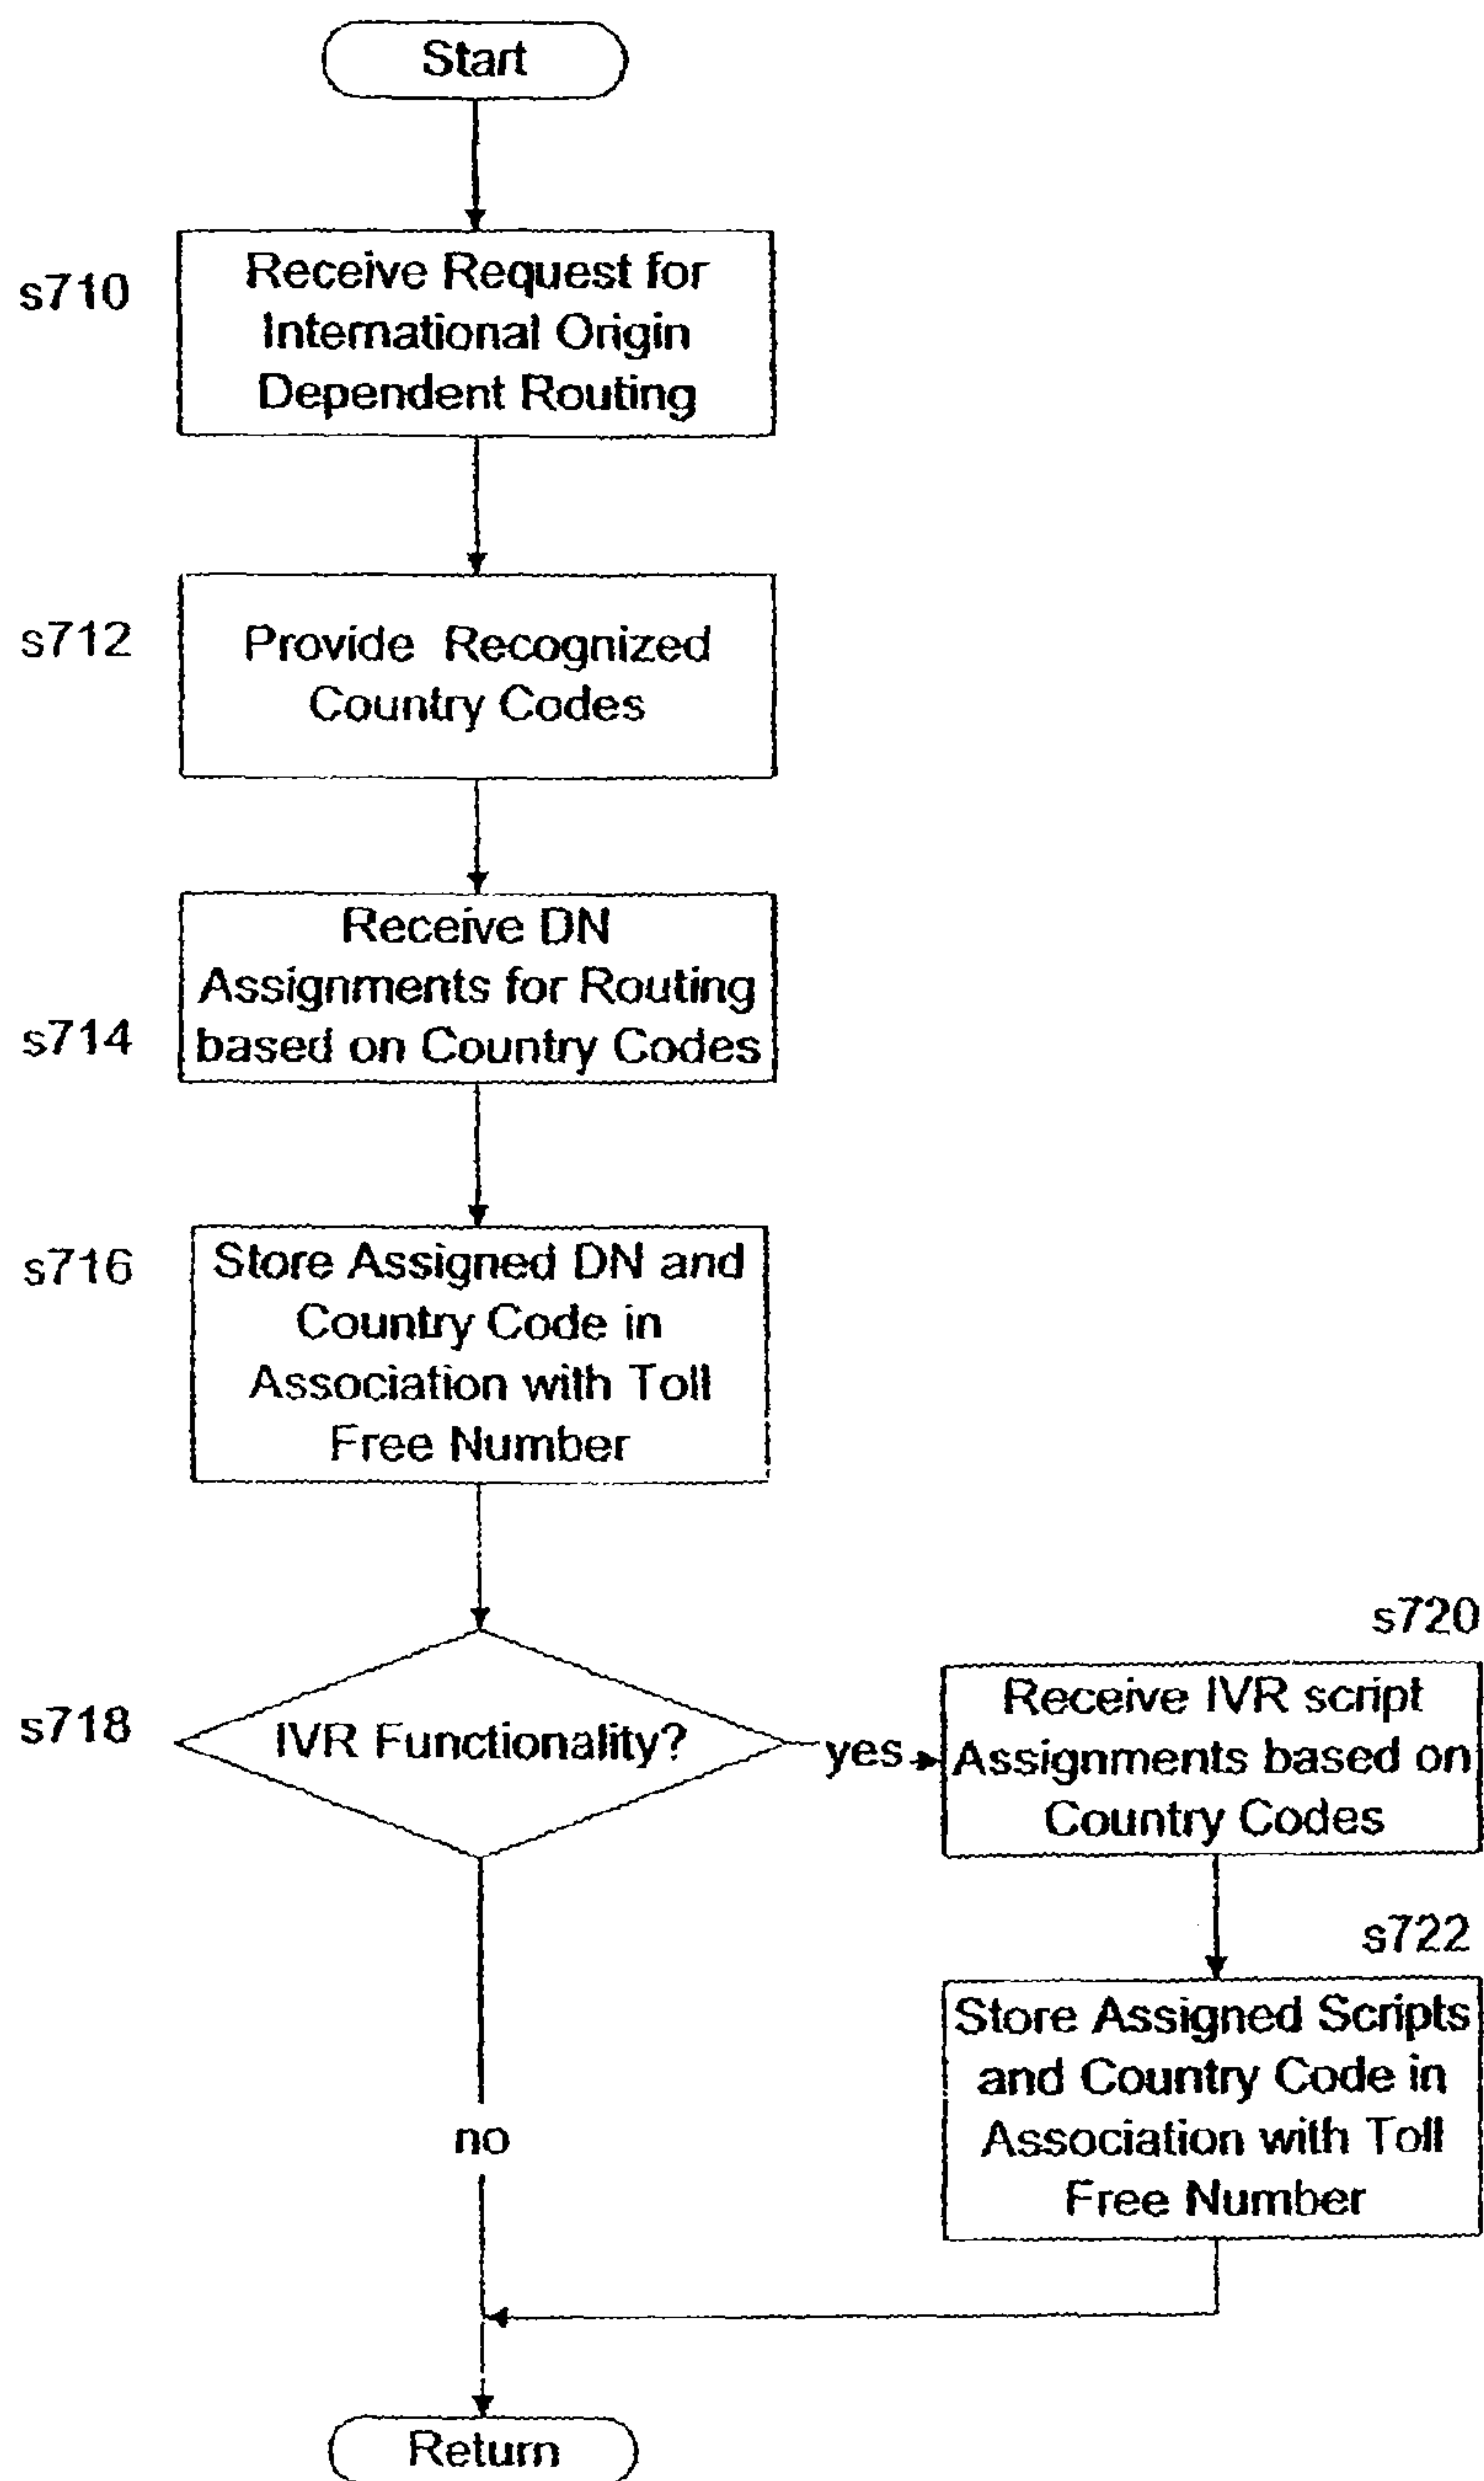 Start
s710
Receive Request for
International Origin
Dependent Routing
s712
Provide Recognized
Country Codes
s714
Receive DN
Assignments for Routing
based on Country Codes
s716
Store Assigned DN and
Country Code in
Association with Toll
Free Number
s718
IVR Functionality?
yes
s720
Receive IVR script
Assignments based on
Country Codes
s722
Store Assigned Scripts
and Country Code in
Association with Toll
Free Number
no
Return